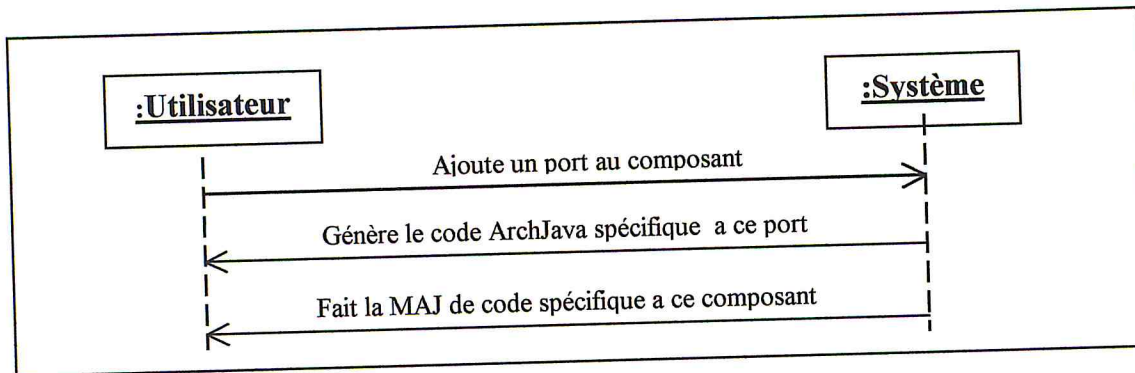 :Utilisateur
:Système
Ajoute un port au composant
Génère le code ArchJava spécifique a ce port
Fait la MAJ de code spécifique a ce composant